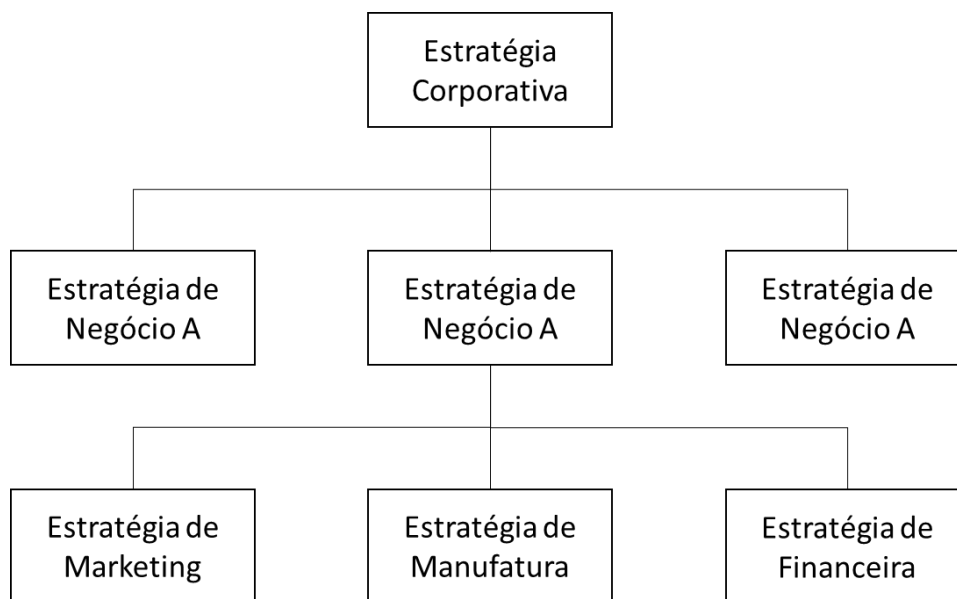 Estratégia
Corporativa
Estratégia de
Negócio A
Estratégia de
Negócio A
Estratégia de
Negócio A
Estratégia de
Marketing
Estratégia de
Manufatura
Estratégia de
Financeira